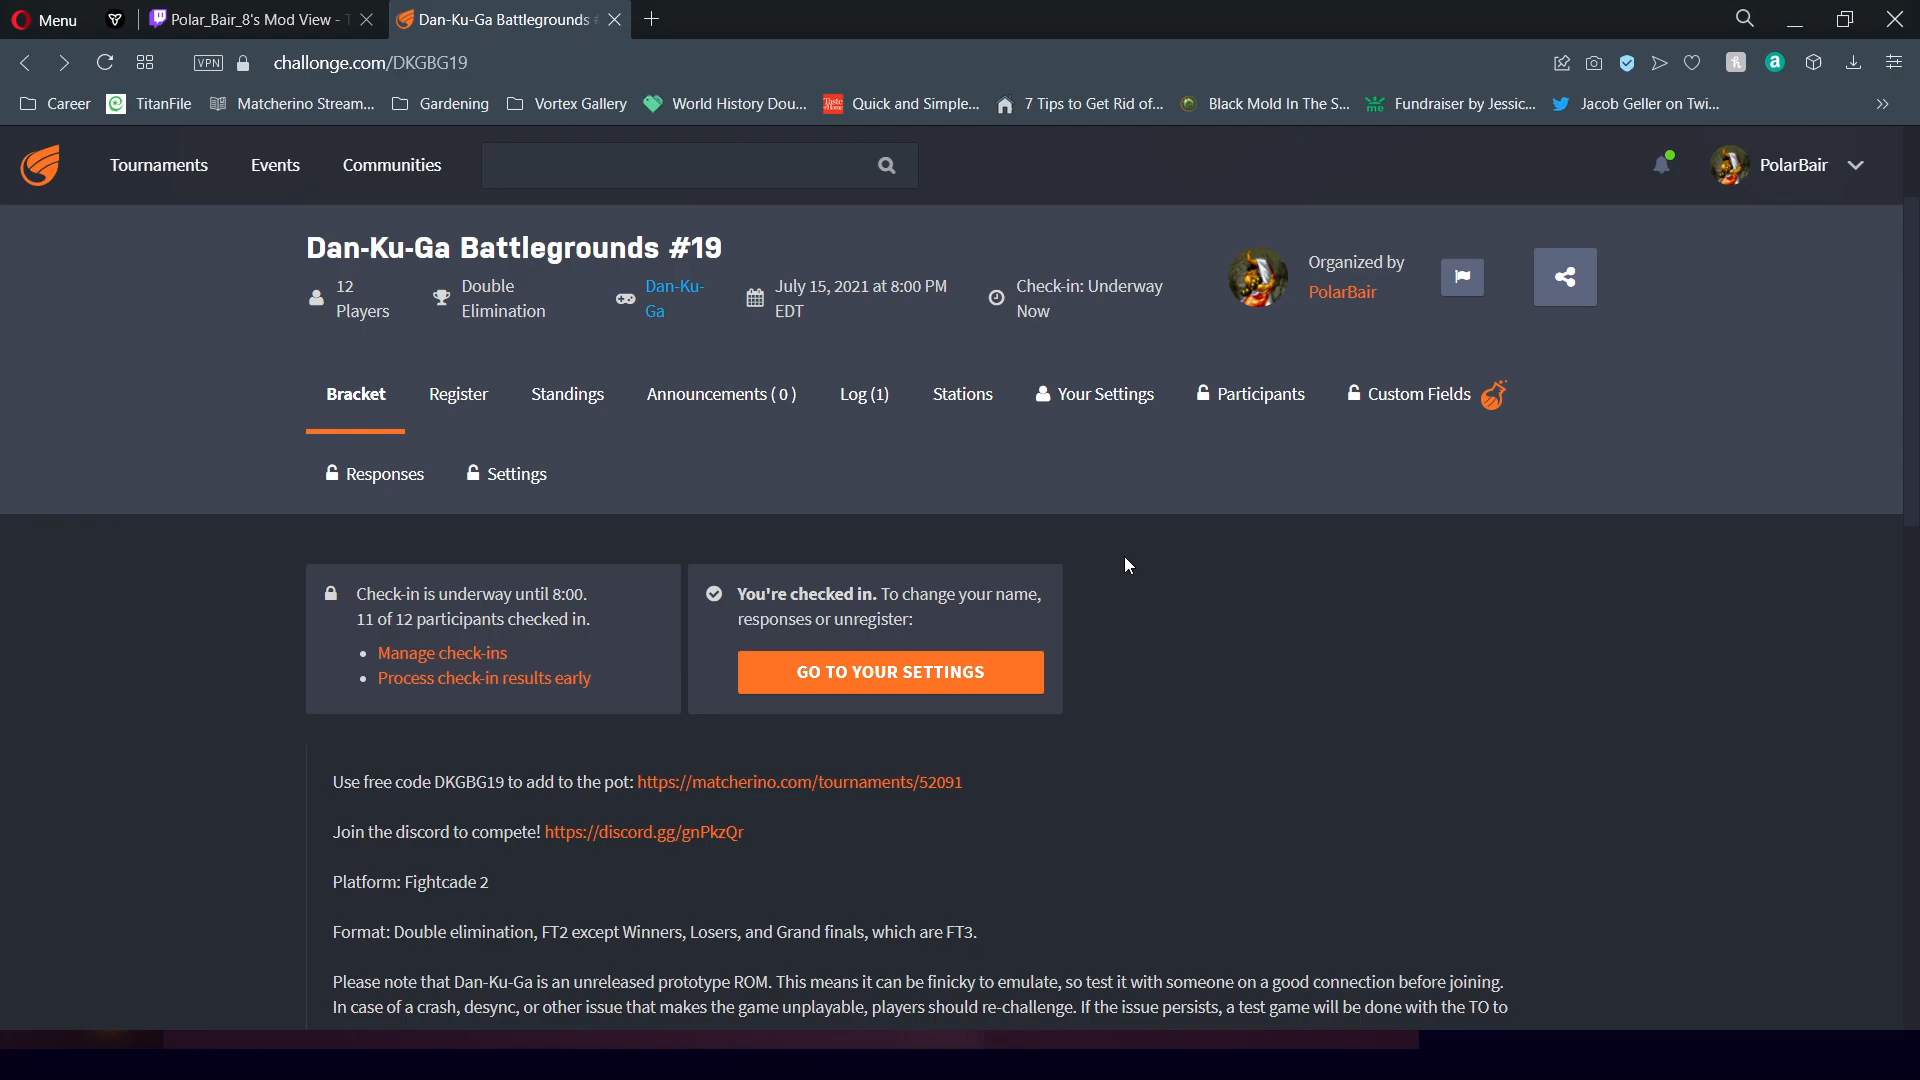 Menu
Polar_Bair_8's Mod View - T
Dan-Ku-Ga Battlegrounds #
VPN
challonge.com/DKGBG19
Career
TitanFile
Matcherino Stream...
Gardening
Vortex Gallery
World History Dou...
Quick and Simple...
7 Tips to Get Rid of...
Black Mold In The S...
Fundraiser by Jessic...
Jacob Geller on Twi...
Tournaments
Events
Communities
PolarBair
Dan-Ku-Ga Battlegrounds #19
12
Players
Double
Elimination
Dan-Ku-
Ga
July 15, 2021 at 8:00 PM
EDT
Check-in: Underway
Now
Organized by
PolarBair
Bracket
Register
Standings
Announcements ( 0 )
Log (1)
Stations
Your Settings
Participants
Custom Fields
Responses
Settings
Check-in is underway until 8:00.
11 of 12 participants checked in.
• Manage check-ins
• Process check-in results early
You're checked in. To change your name,
responses or unregister:
GO TO YOUR SETTINGS
Use free code DKGBG19 to add to the pot: https://matcherino.com/tournaments/52091
Join the discord to compete! https://discord.gg/gnPkzQr
Platform: Fightcade 2
Format: Double elimination, FT2 except Winners, Losers, and Grand finals, which are FT3.
Please note that Dan-Ku-Ga is an unreleased prototype ROM. This means it can be finicky to emulate, so test it with someone on a good connection before joining.
In case of a crash, desync, or other issue that makes the game unplayable, players should re-challenge. If the issue persists, a test game will be done with the TO to